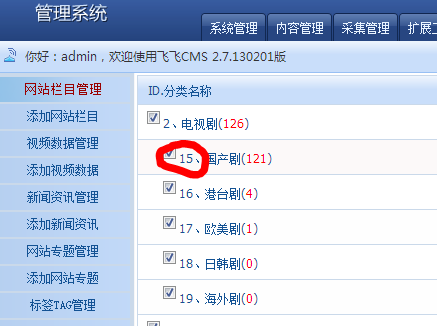 管理系统
系统管理 内容管理 采集管理 扩展
你好：admin，欢迎使用飞飞CMS 2.7.130201版
网站栏目管理
添加网站栏目
视频数据管理
添加视频数据
新闻资讯管理
添加新闻资讯
网站专题管理
添加网站专题
标签TAG管理
ID.分类名称
2、电视剧(126)
15、国产剧(121)
16、港台剧(4)
17、欧美剧(1)
18、日韩剧(0)
19、海外剧(0)